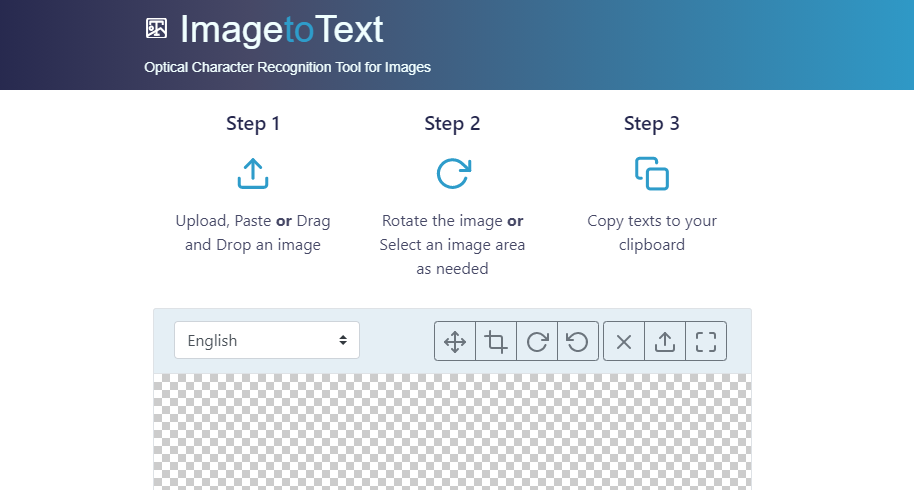 ImagetoText
Optical Character Recognition Tool for Images
Step 1
Upload, Paste or Drag
and Drop an image
Step 2
Rotate the image or
Select an image area
as needed
Step 3
Copy texts to your
clipboard
English